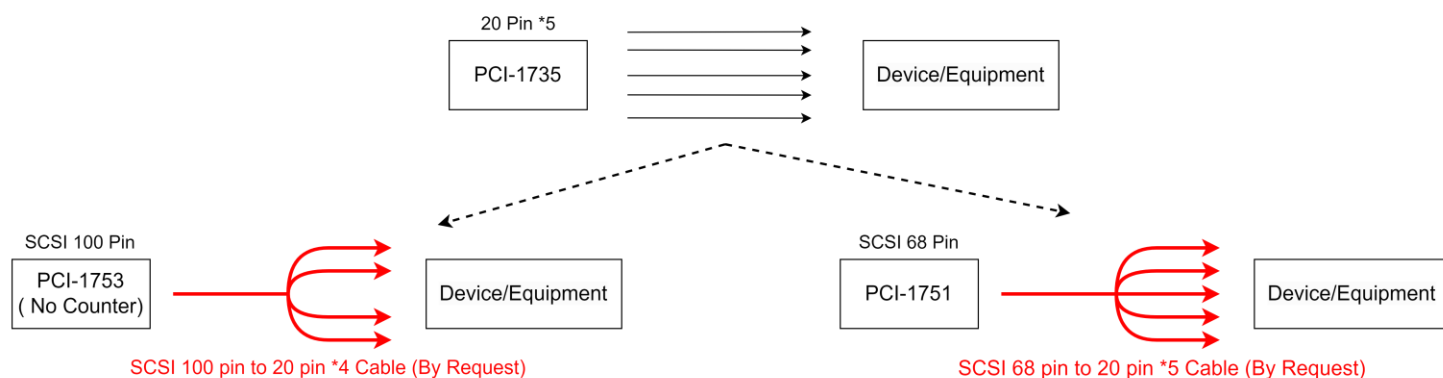 20 Pin *5
PCI-1735
Device/Equipment
SCSI 100 Pin
PCI-1753
( No Counter)
Device/Equipment
SCSI 100 pin to 20 pin *4 Cable (By Request)
SCSI 68 Pin
PCI-1751
Device/Equipment
SCSI 68 pin to 20 pin *5 Cable (By Request)